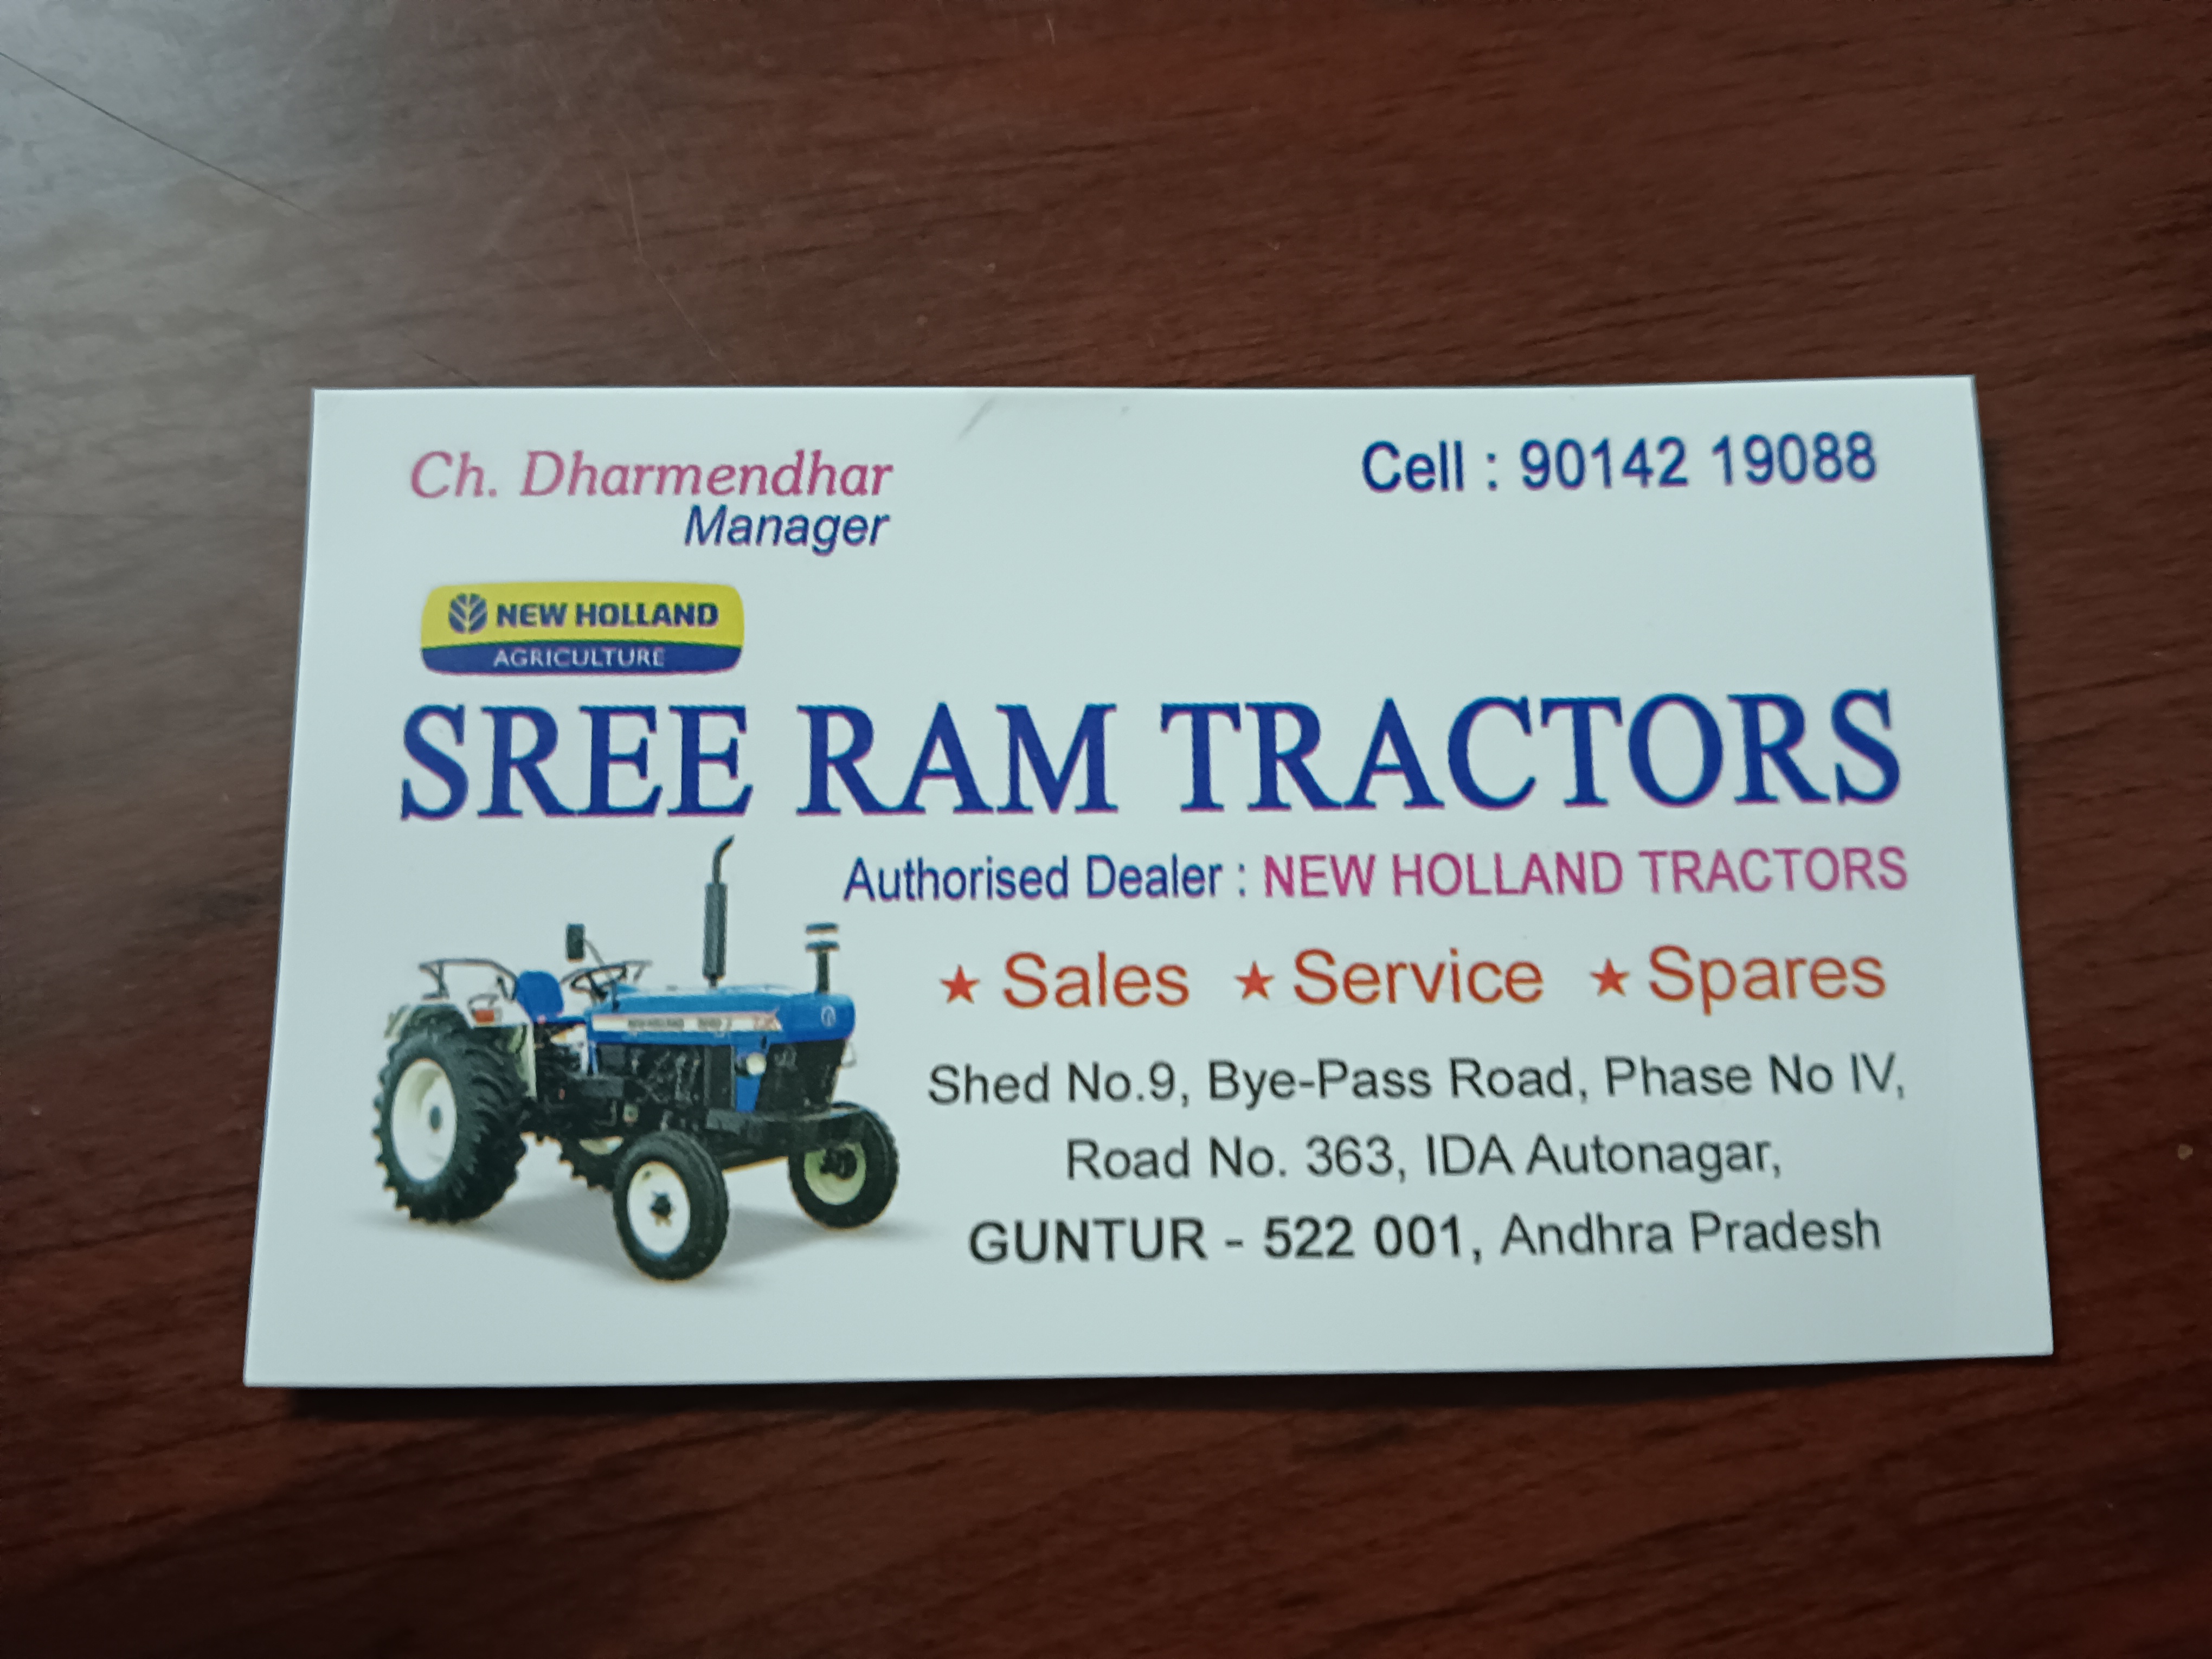 Ch. Dharmendhar
Manager
Cell : 90142 19088
NEW HOLLAND
AGRICULTURE
SREE RAM TRACTORS
Authorised Dealer : NEW HOLLAND TRACTORS
★ Sales ★ Service ★ Spares
Shed No.9, Bye-Pass Road, Phase No IV,
Road No. 363, IDA Autonagar,
GUNTUR - 522 001, Andhra Pradesh